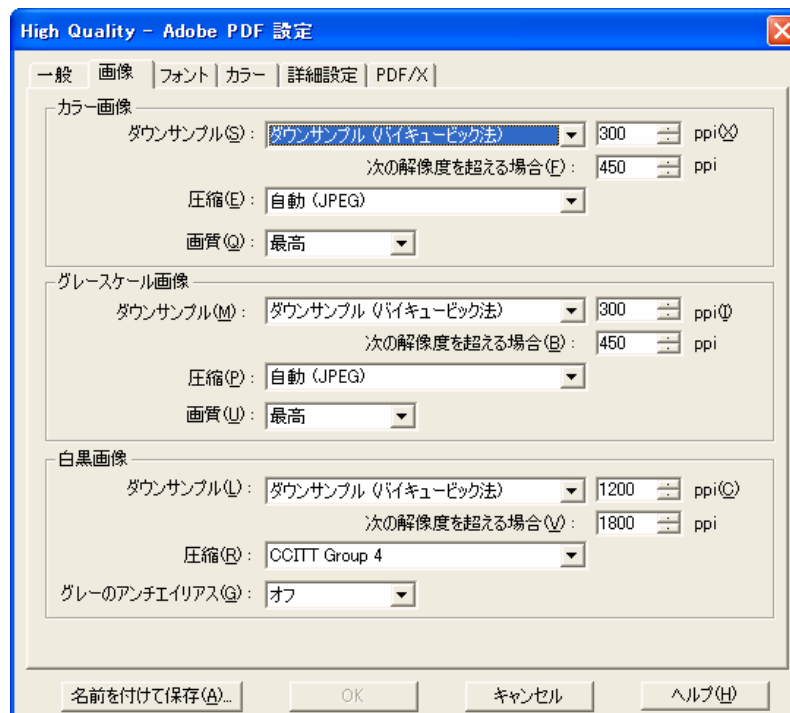 High Quality - Adobe PDF 設定
一般 画像 フォント カラー 詳細設定 PDF/X
カラー画像
ダウンサンプル(S): ダウンサンプル (バイキュービック法) 300 ppi(X)
次の解像度を超える場合(F): 450 ppi
圧縮(E): 自動 (JPEG)
画質(Q): 最高
グレースケール画像
ダウンサンプル(M): ダウンサンプル (バイキュービック法) 300 ppi(I)
次の解像度を超える場合(B): 450 ppi
圧縮(P): 自動 (JPEG)
画質(U): 最高
白黒画像
ダウンサンプル(L): ダウンサンプル (バイキュービック法) 1200 ppi(C)
次の解像度を超える場合(V): 1800 ppi
圧縮(R): CCITT Group 4
グレーのアンチエイリアス(G): オフ
名前を付けて保存(A)... OK キャンセル ヘルプ(H)